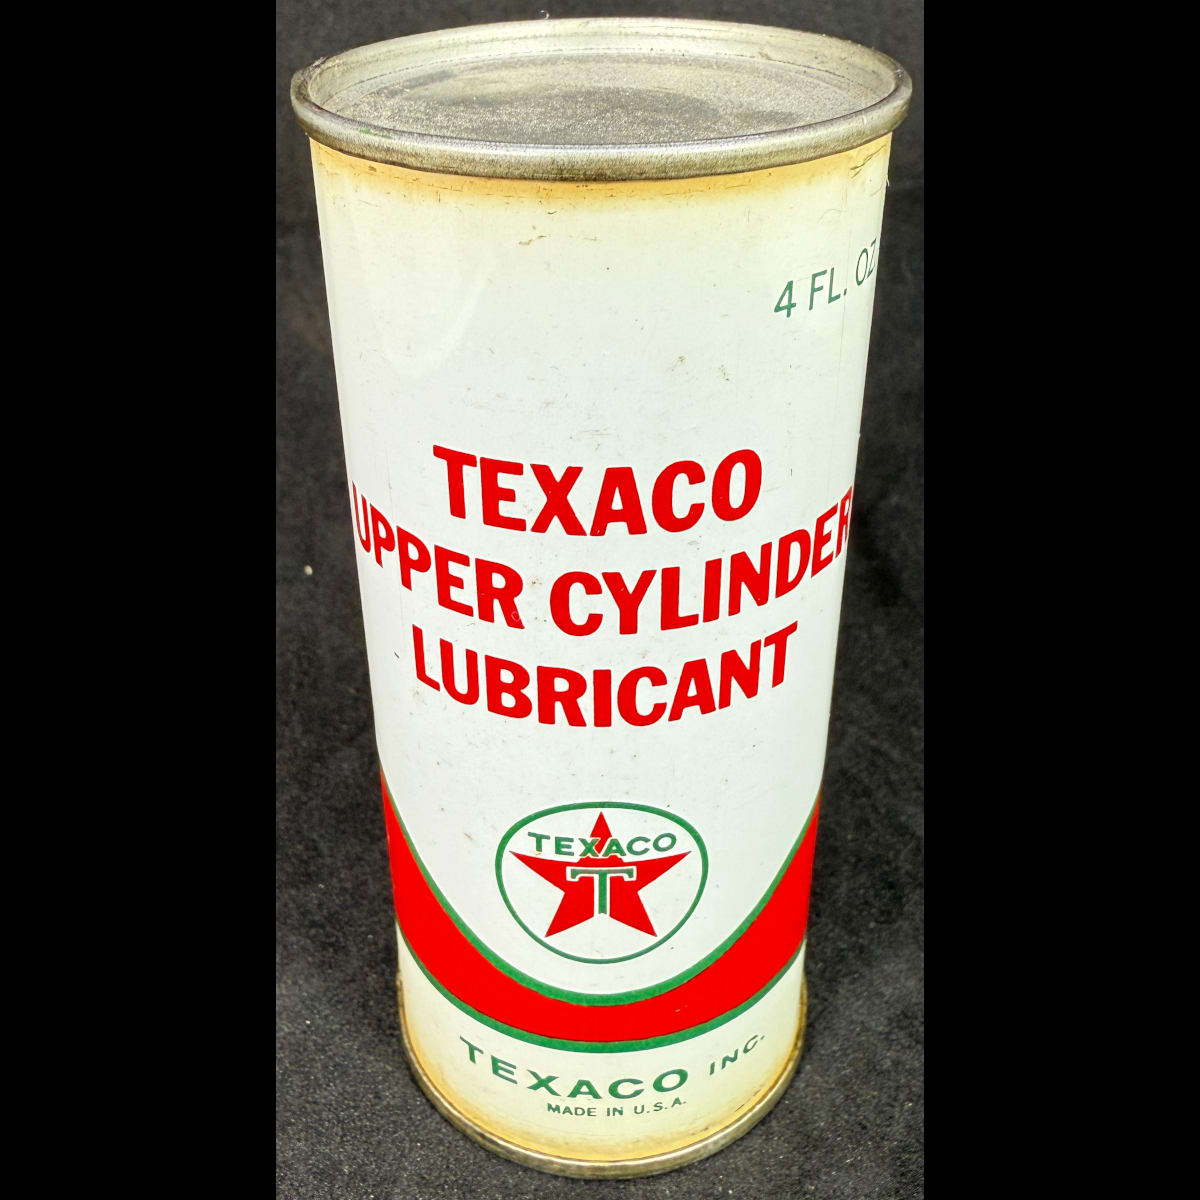 4 FL. OZ.
TEXACO
UPPER CYLINDER
LUBRICANT
TEXACO
T
TEXACO INC.
MADE IN U.S.A.